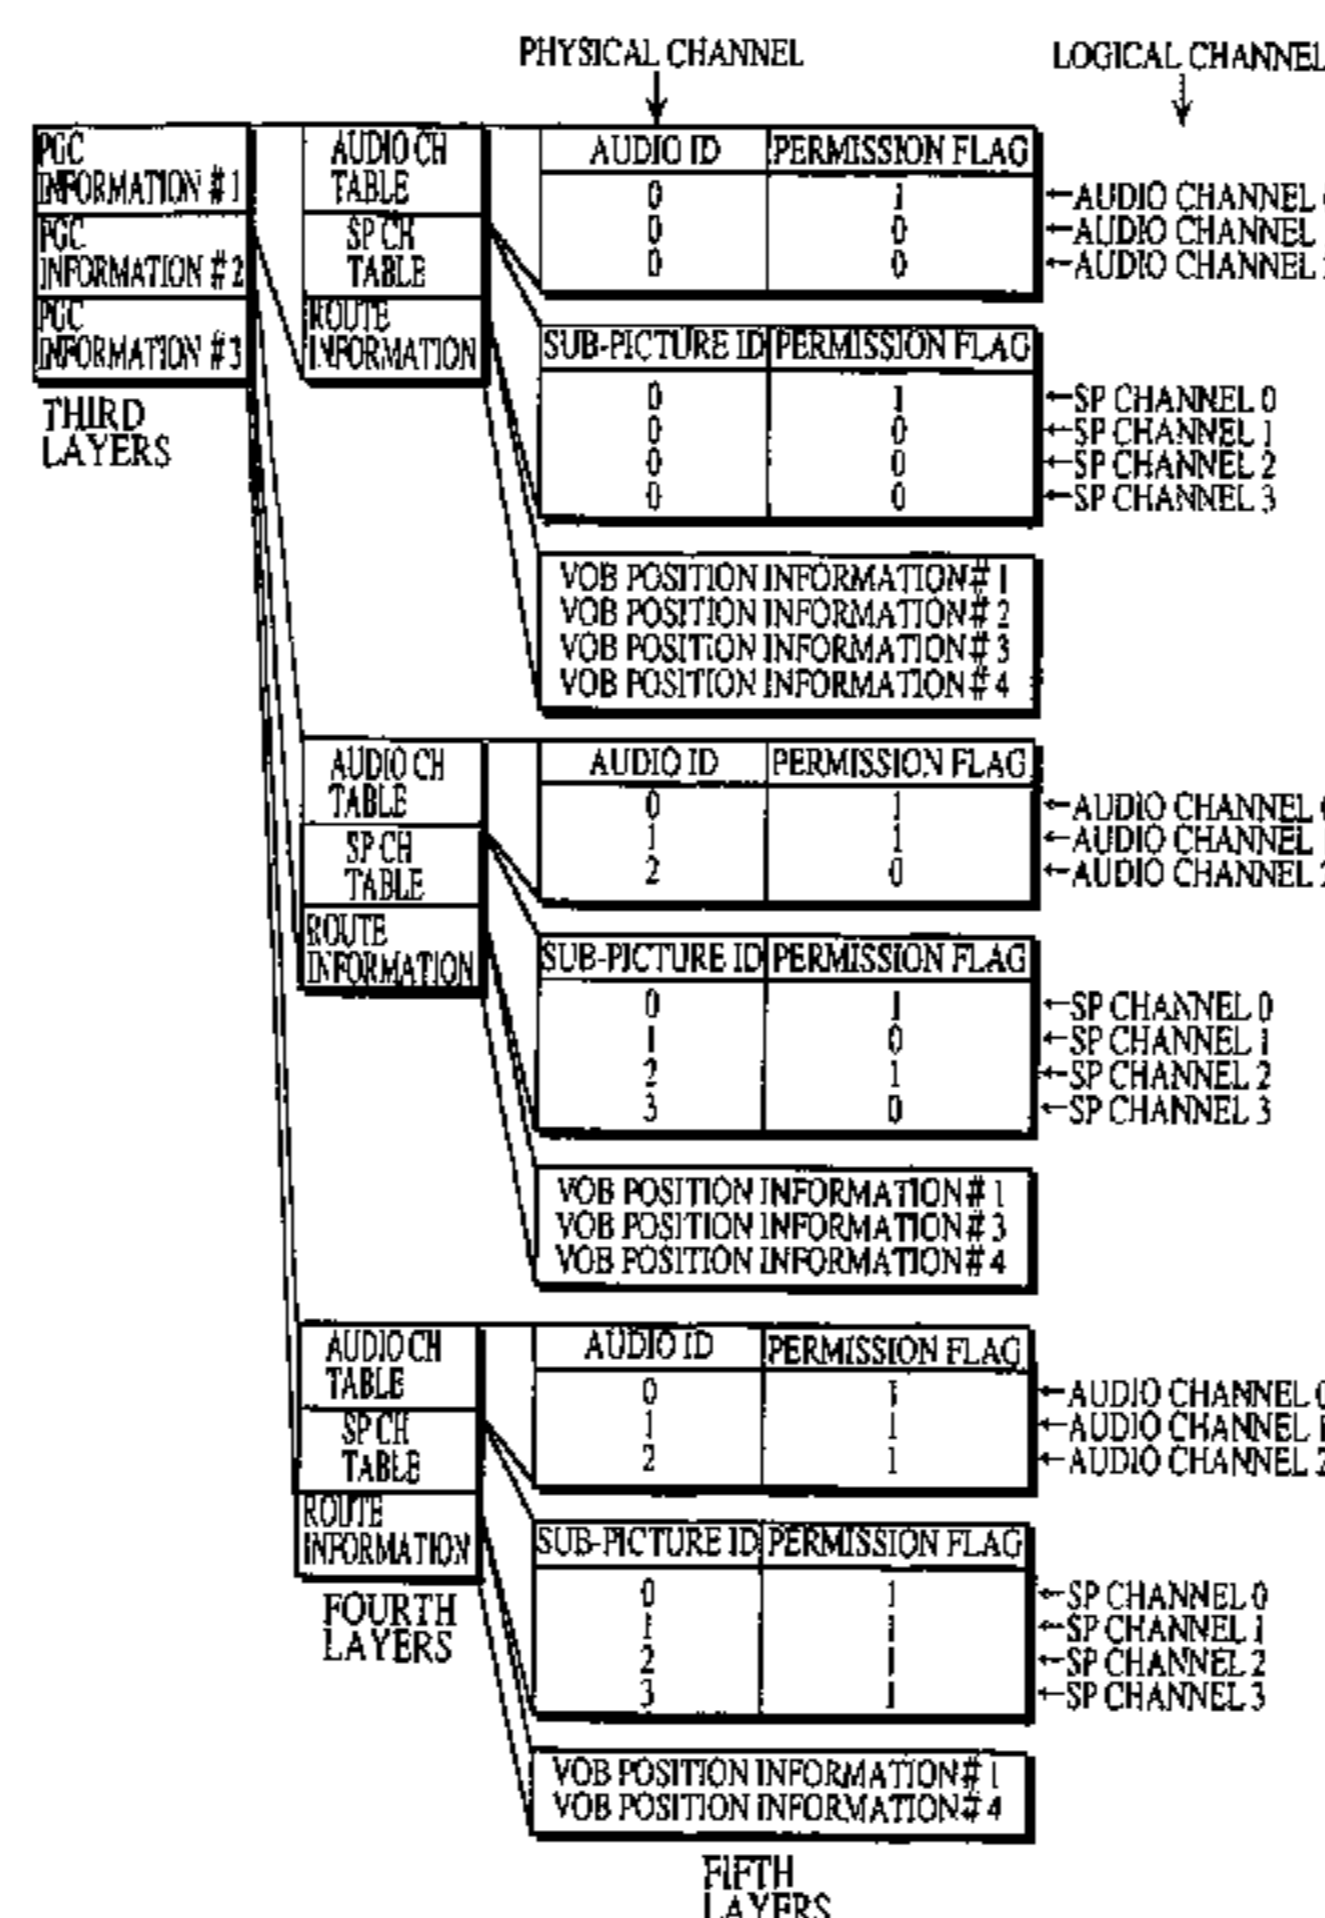 PHYSICAL CHANNEL
LOGICAL CHANNEL
PGC
INFORMATION #1
PGC
INFORMATION #2
PGC
INFORMATION #3
THIRD
LAYERS
AUDIO CH
TABLE
SP CH
TABLE
ROUTE
INFORMATION
AUDIO ID PERMISSION FLAG
0 1 ←AUDIO CHANNEL
0 0 ←AUDIO CHANNEL
0 0 ←AUDIO CHANNEL
SUB-PICTURE ID PERMISSION FLAG
0 1 ←SP CHANNEL 0
0 0 ←SP CHANNEL 1
0 0 ←SP CHANNEL 2
0 0 ←SP CHANNEL 3
VOB POSITION INFORMATION #1
VOB POSITION INFORMATION #2
VOB POSITION INFORMATION #3
VOB POSITION INFORMATION #4
AUDIO CH
TABLE
SP CH
TABLE
ROUTE
INFORMATION
AUDIO ID PERMISSION FLAG
0 1 ←AUDIO CHANNEL
1 1 ←AUDIO CHANNEL
2 0 ←AUDIO CHANNEL
SUB-PICTURE ID PERMISSION FLAG
0 1 ←SP CHANNEL 0
1 0 ←SP CHANNEL 1
2 1 ←SP CHANNEL 2
3 0 ←SP CHANNEL 3
VOB POSITION INFORMATION #1
VOB POSITION INFORMATION #3
VOB POSITION INFORMATION #4
AUDIO CH
TABLE
SP CH
TABLE
ROUTE
INFORMATION
FOURTH
LAYERS
AUDIO ID PERMISSION FLAG
0 1 ←AUDIO CHANNEL 0
1 1 ←AUDIO CHANNEL 1
2 1 ←AUDIO CHANNEL 2
SUB-PICTURE ID PERMISSION FLAG
0 1 ←SP CHANNEL 0
1 1 ←SP CHANNEL 1
2 1 ←SP CHANNEL 2
3 1 ←SP CHANNEL 3
VOB POSITION INFORMATION #1
VOB POSITION INFORMATION #4
FIFTH
LAYERS